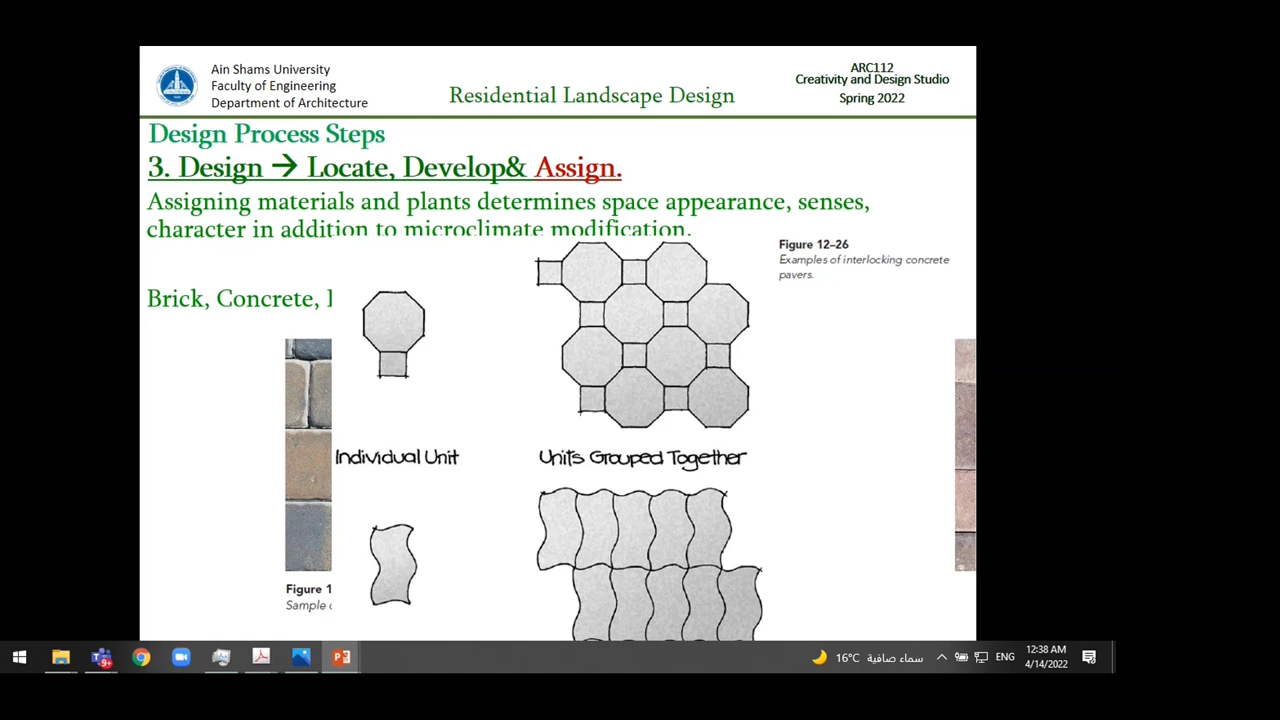 Ain Shams University
Faculty of Engineering
Department of Architecture
Residential Landscape Design
ARC112
Creativity and Design Studio
Spring 2022
Design Process Steps
3. Design → Locate, Develop& Assign.
Assigning materials and plants determines space appearance, senses,
character in addition to microclimate modification.
Figure 12–26
Examples of interlocking concrete
pavers.
Brick, Concrete,
Individual Unit
Units Grouped Together
Figure 1
Sample
9+
16°C سماء صافية
ENG
12:38 AM
4/14/2022